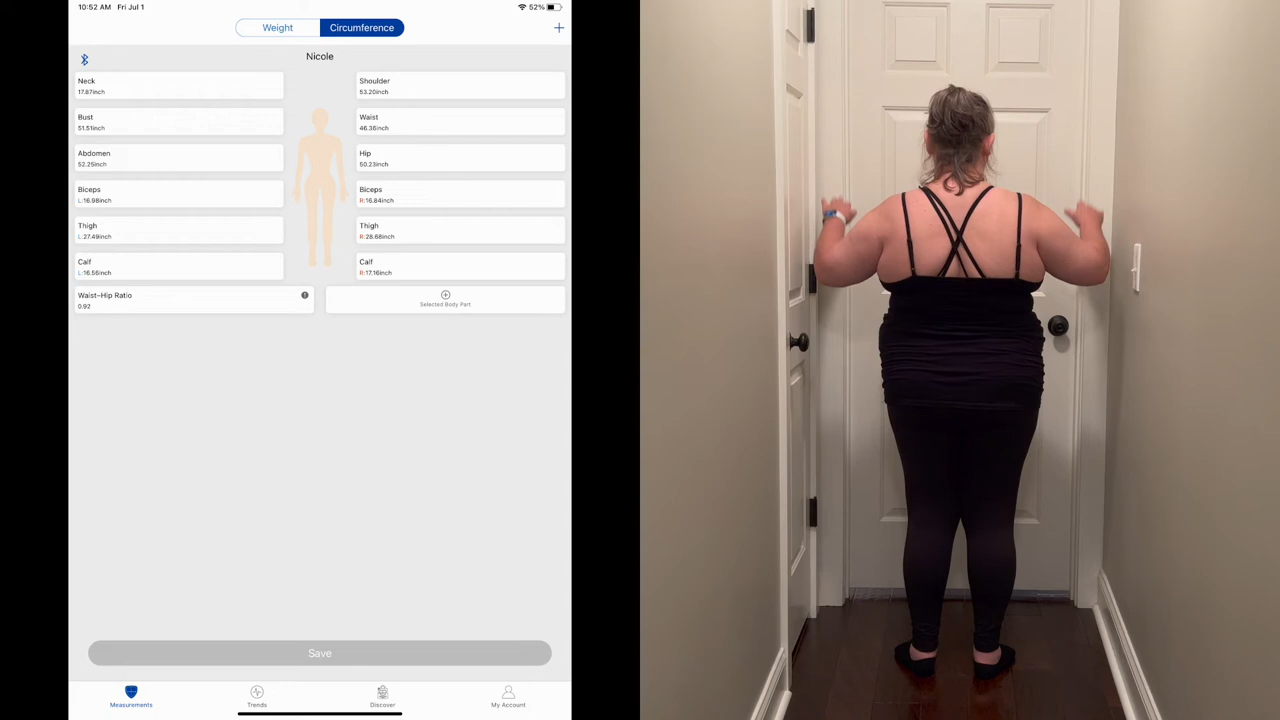 10:52 AM Fri Jul 1
52%
Weight
Circumference
Nicole
Neck
17.87inch
Shoulder
53.20inch
Bust
51.51inch
Waist
46.36inch
Abdomen
52.25inch
Hip
50.23inch
Biceps
L:16.98inch
Biceps
R:16.84inch
Thigh
L:27.49inch
Thigh
R:28.68inch
Calf
L:16.56inch
Calf
R:17.16inch
Waist-Hip Ratio
0.92
Selected Body Part
Save
Measurements
Trends
Discover
My Account